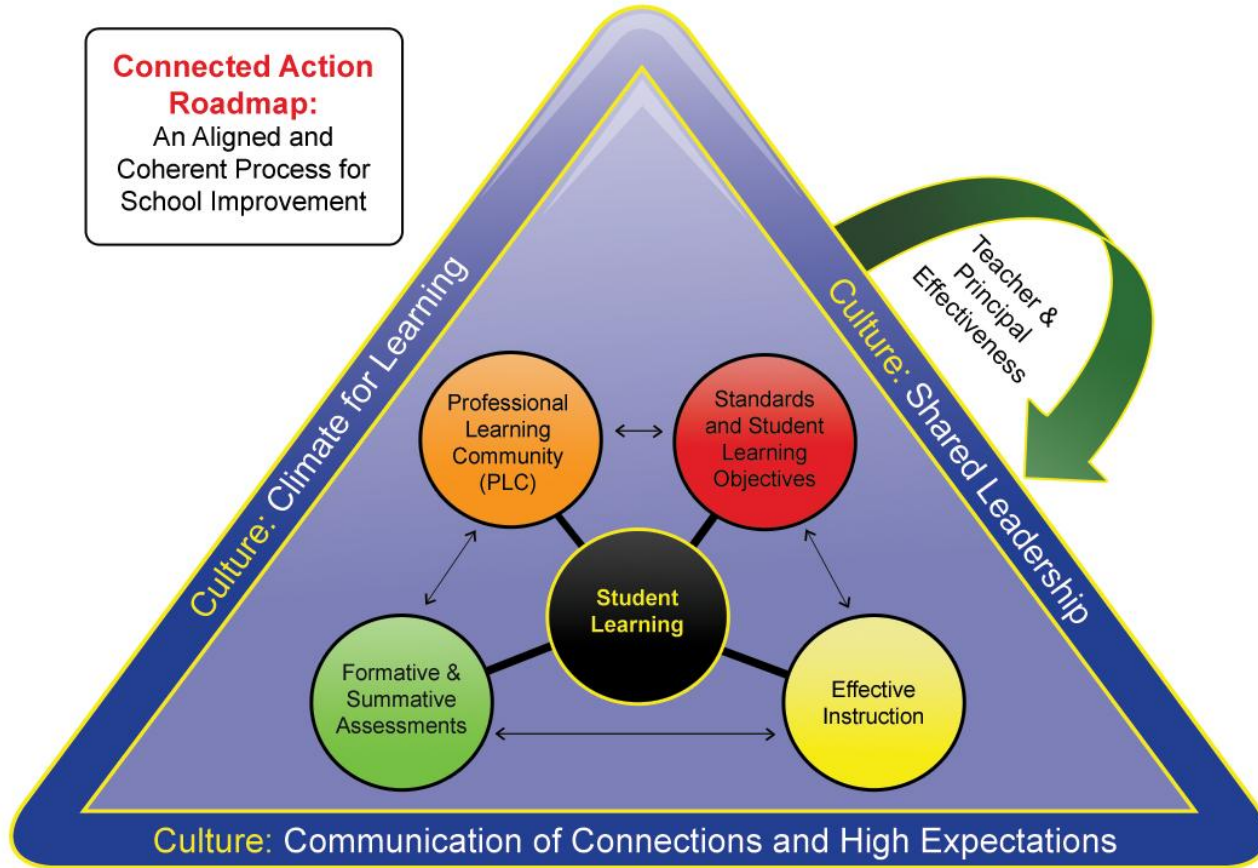 Connected Action
Roadmap:
An Aligned and
Coherent Process for
School Improvement
Culture: Climate for Learning
Culture: Shared Leadership
Teacher &
Principal
Effectiveness
Professional
Learning
Community
(PLC)
Standards
and Student
Learning
Objectives
Student
Learning
Formative &
Summative
Assessments
Effective
Instruction
Culture: Communication of Connections and High Expectations